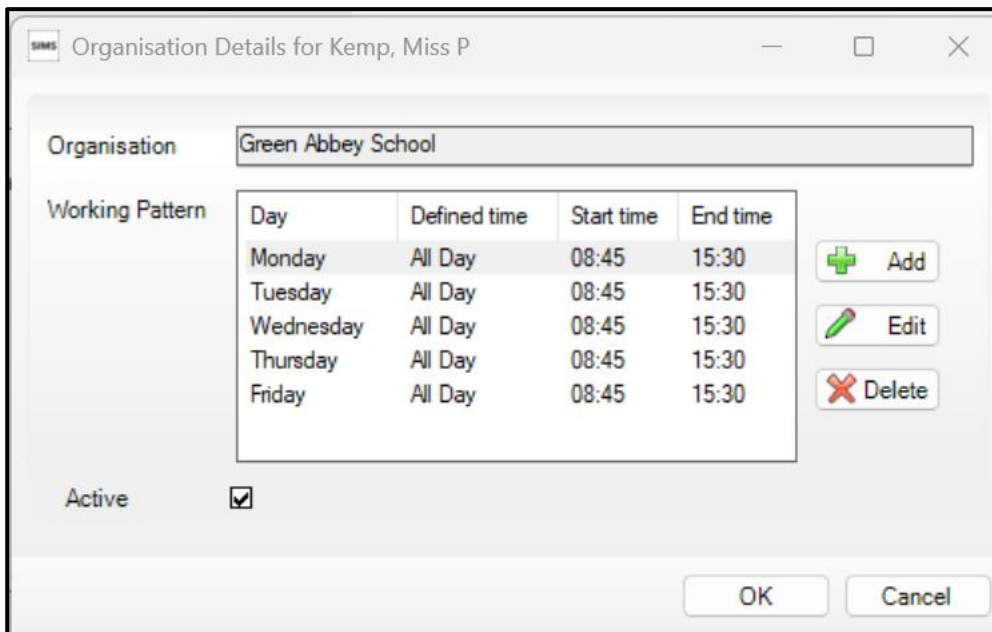 SIMS Organisation Details for Kemp, Miss P
Organisation Green Abbey School
Working Pattern
Day Defined time Start time End time
Monday All Day 08:45 15:30
Tuesday All Day 08:45 15:30
Wednesday All Day 08:45 15:30
Thursday All Day 08:45 15:30
Friday All Day 08:45 15:30
Add
Edit
Delete
Active
OK Cancel